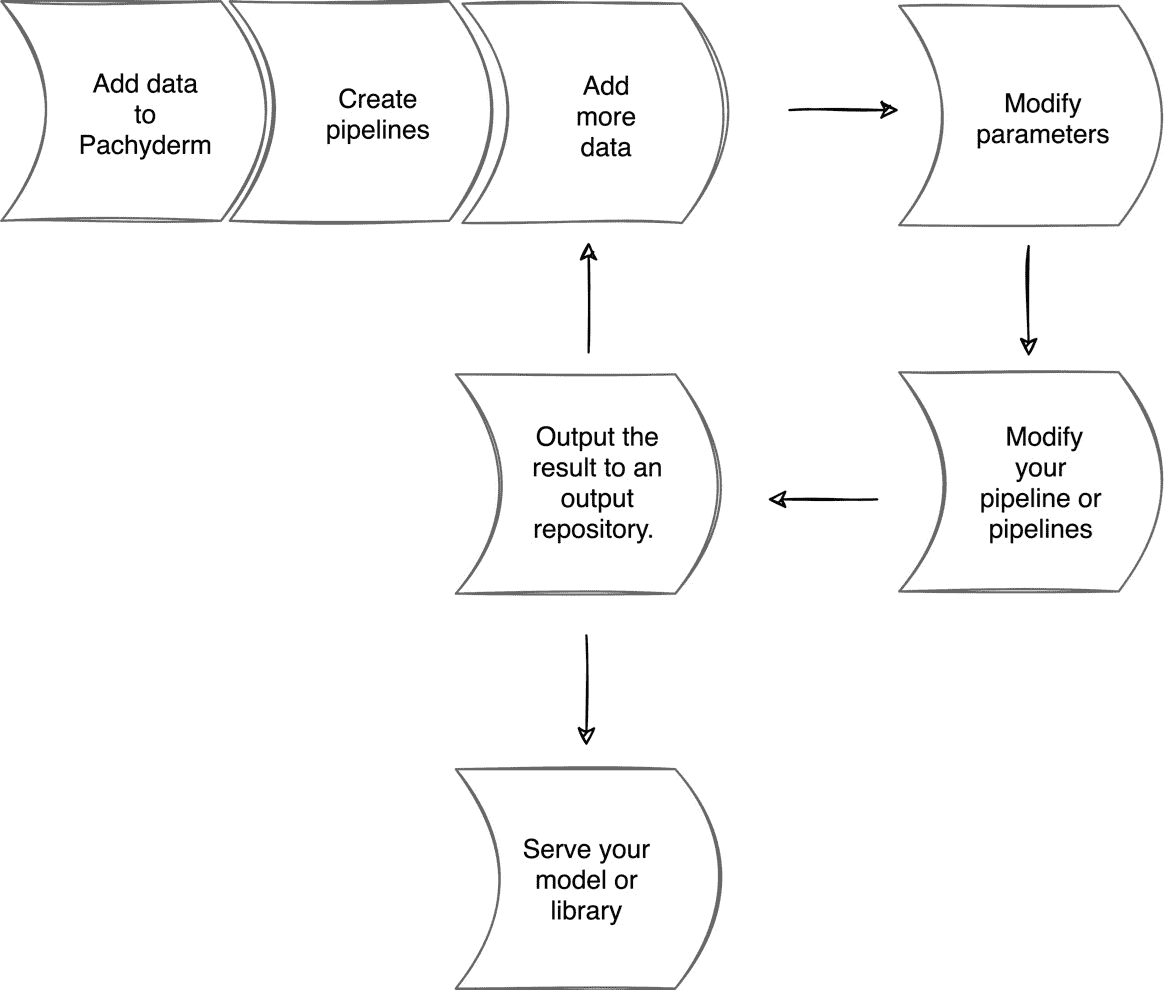 Add data
to
Pachyderm
Create
pipelines
Add
more
data
Modify
parameters
Output the
result to an
output
repository.
Modify
your
pipeline or
pipelines
Serve your
model or
library